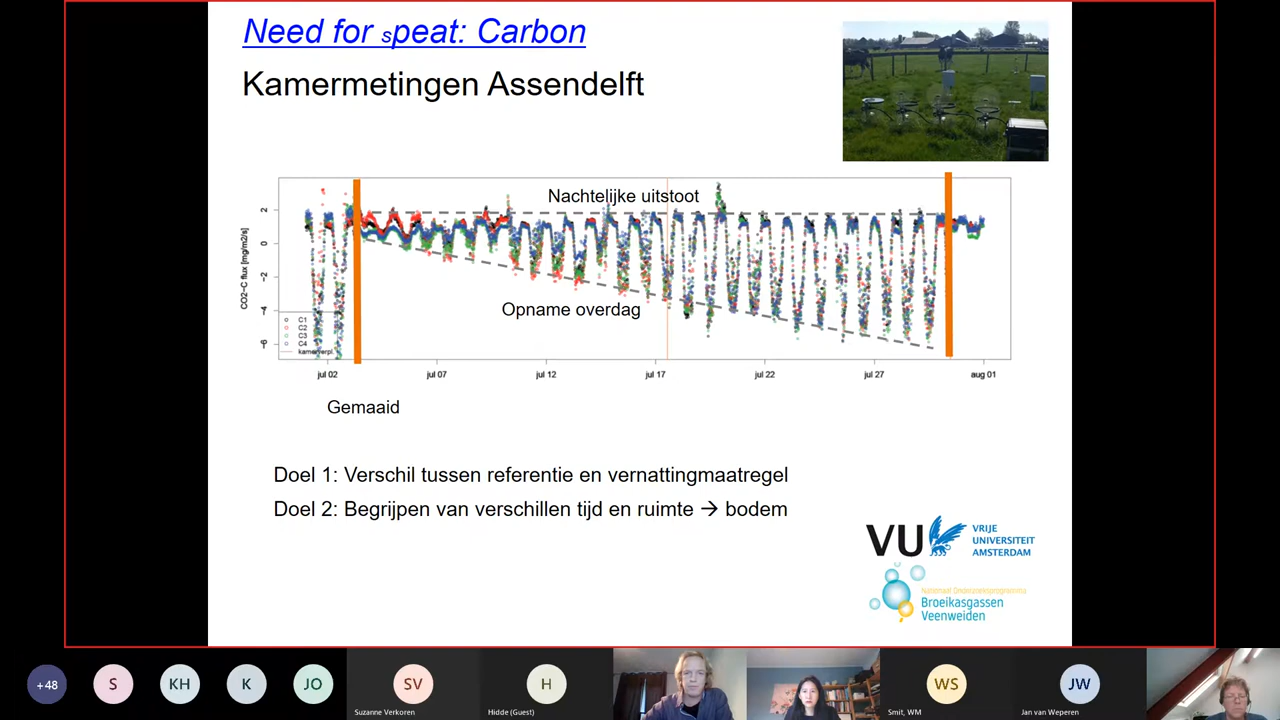 Need for speat: Carbon
Kamermetingen Assendelft
Nachtelijke uitstoot
Opname overdag
CO2-C flux [mg/m2/s]
2
0
-2
-4
-6
C1
C2
C3
C4
kamerverpl.
jul 02
jul 07
jul 12
jul 17
jul 22
jul 27
aug 01
Gemaaid
Doel 1: Verschil tussen referentie en vernattingmaatregel
Doel 2: Begrijpen van verschillen tijd en ruimte → bodem
VU
VRIJE
UNIVERSITEIT
AMSTERDAM
Nationaal Onderzoeksprogramma
Broeikasgassen
Veenweiden
+48
S
KH
K
JO
SV
Suzanne Verkoren
H
Hidde (Guest)
WS
Smit, WM
JW
Jan van Weperen